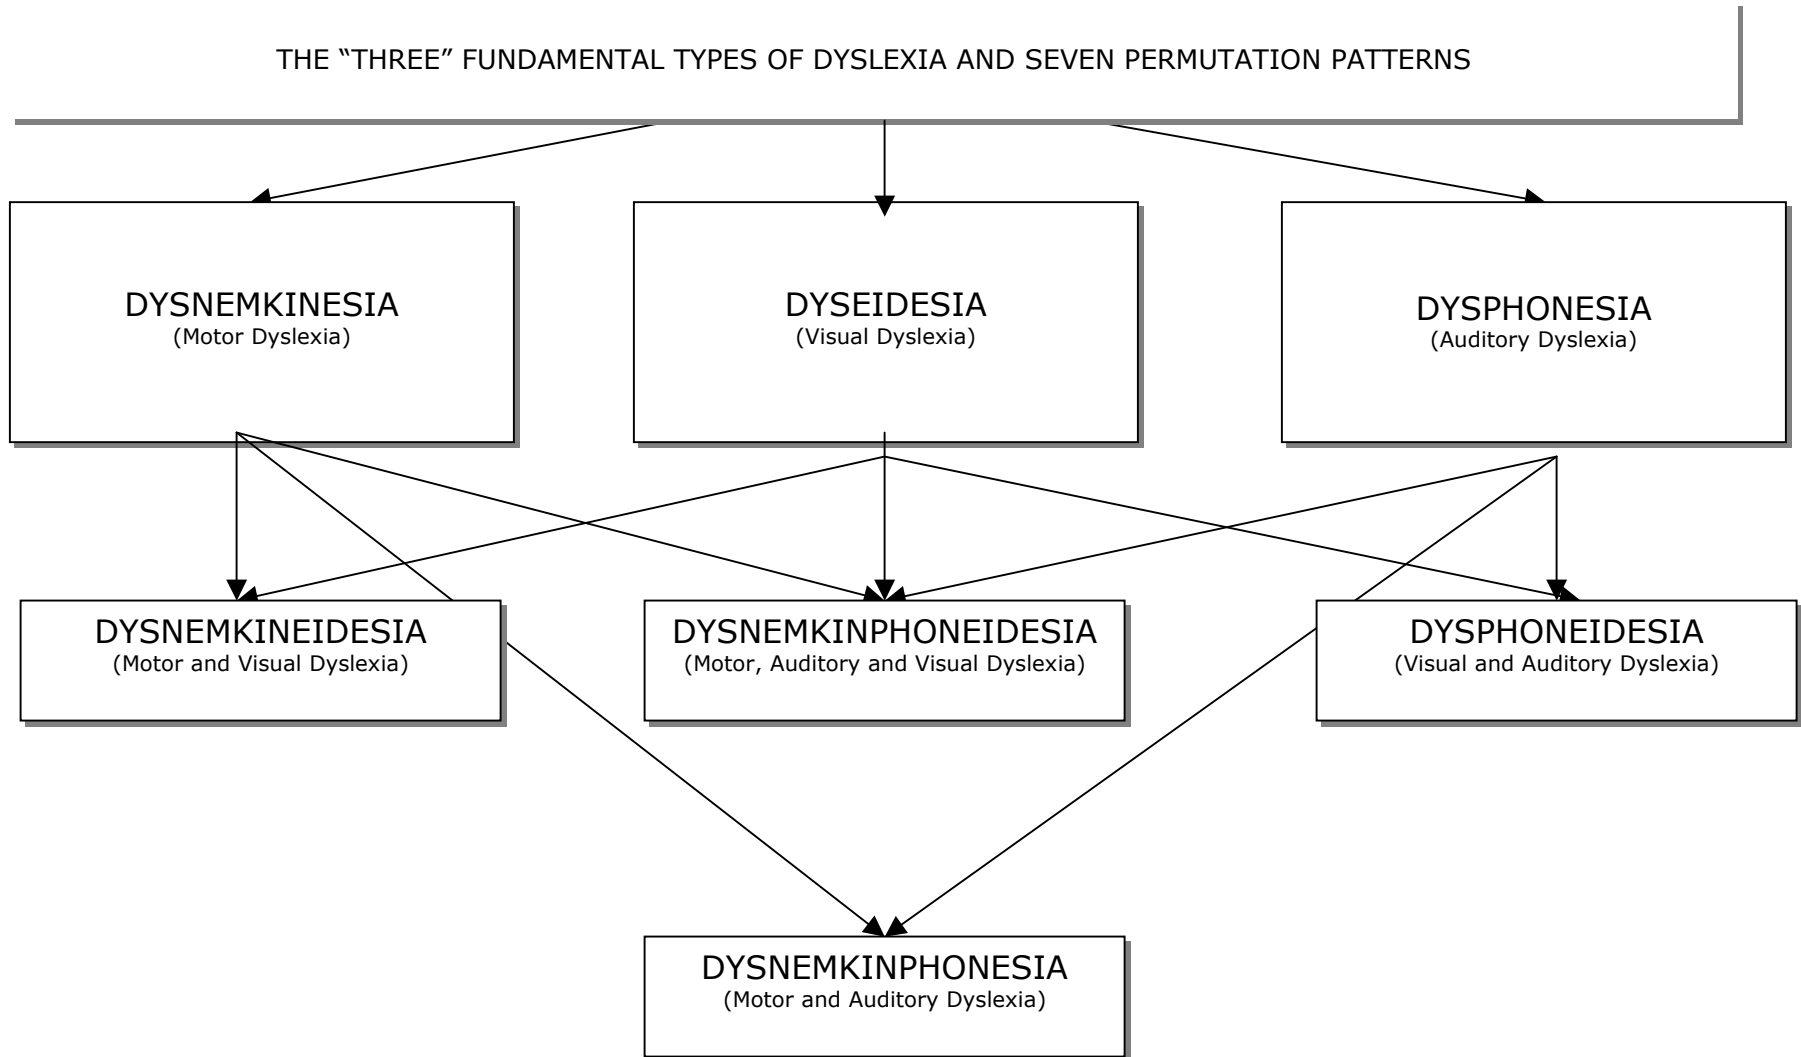 THE “THREE” FUNDAMENTAL TYPES OF DYSLEXIA AND SEVEN PERMUTATION PATTERNS
DYSNEMKINESIA
(Motor Dyslexia)
DYSEIDESIA
(Visual Dyslexia)
DYSPHONESIA
(Auditory Dyslexia)
DYSNEMKINEIDESIA
(Motor and Visual Dyslexia)
DYSNEMKINPHONEIDESIA
(Motor, Auditory and Visual Dyslexia)
DYSPHONEIDESIA
(Visual and Auditory Dyslexia)
DYSNEMKINPHONESIA
(Motor and Auditory Dyslexia)